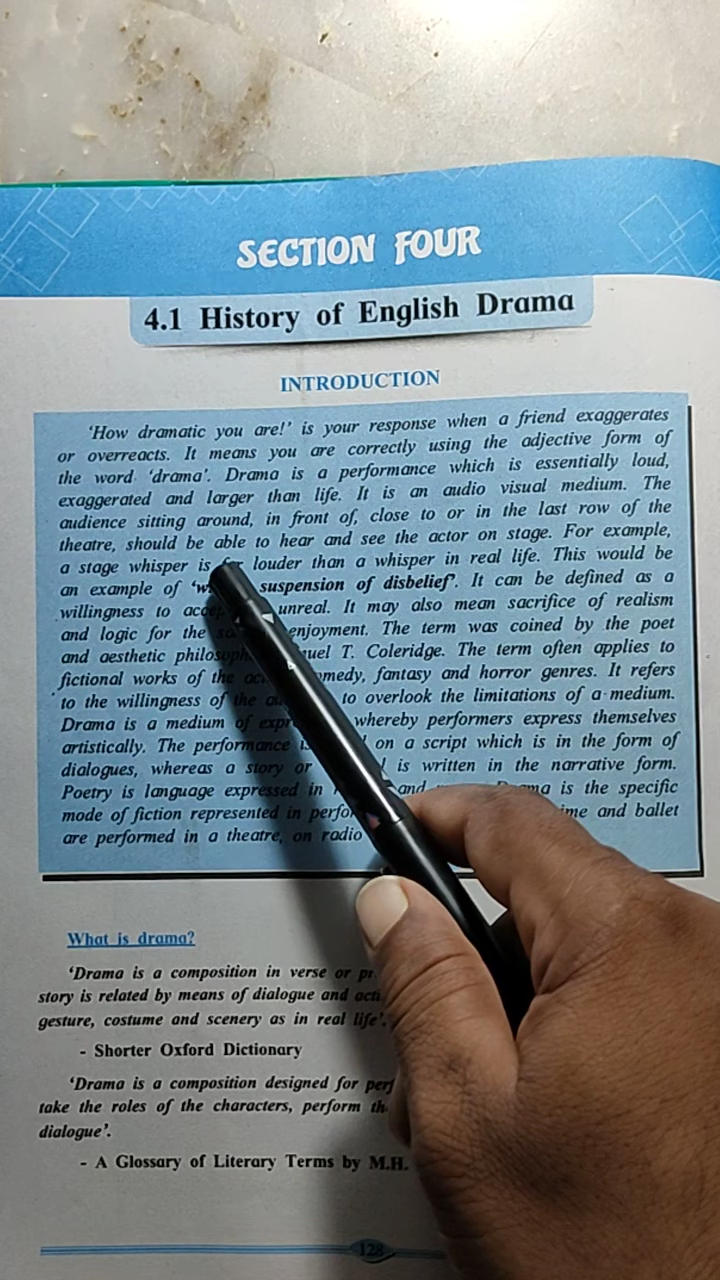 SECTION FOUR
4.1 History of English Drama
INTRODUCTION
'How dramatic you are!' is your response when a friend exaggerates
or overreacts. It means you are correctly using the adjective form of
the word 'drama'. Drama is a performance which is essentially loud,
exaggerated and larger than life. It is an audio visual medium. The
audience sitting around, in front of, close to or in the last row of the
theatre, should be able to hear and see the actor on stage. For example,
a stage whisper is far louder than a whisper in real life. This would be
an example of suspension of disbelief'. It can be defined as a
willingness to unreal. It may also mean sacrifice of realism
and logic for the enjoyment. The term was coined by the poet
and aesthetic T. Coleridge. The term often applies to
fictional works of the fantasy and horror genres. It refers
to the willingness of the to overlook the limitations of a medium.
Drama is a medium of whereby performers express themselves
artistically. The performance on a script which is in the form of
dialogues, whereas a story or is written in the narrative form.
Poetry is language expressed in and Drama is the specific
mode of fiction represented in and ballet
are performed in a theatre, on radio
What is drama?
'Drama is a composition in verse or
story is related by means of dialogue and
gesture, costume and scenery as in real life'.
- Shorter Oxford Dictionary
'Drama is a composition designed for
take the roles of the characters, perform
dialogue'.
- A Glossary of Literary Terms by M.H.
128